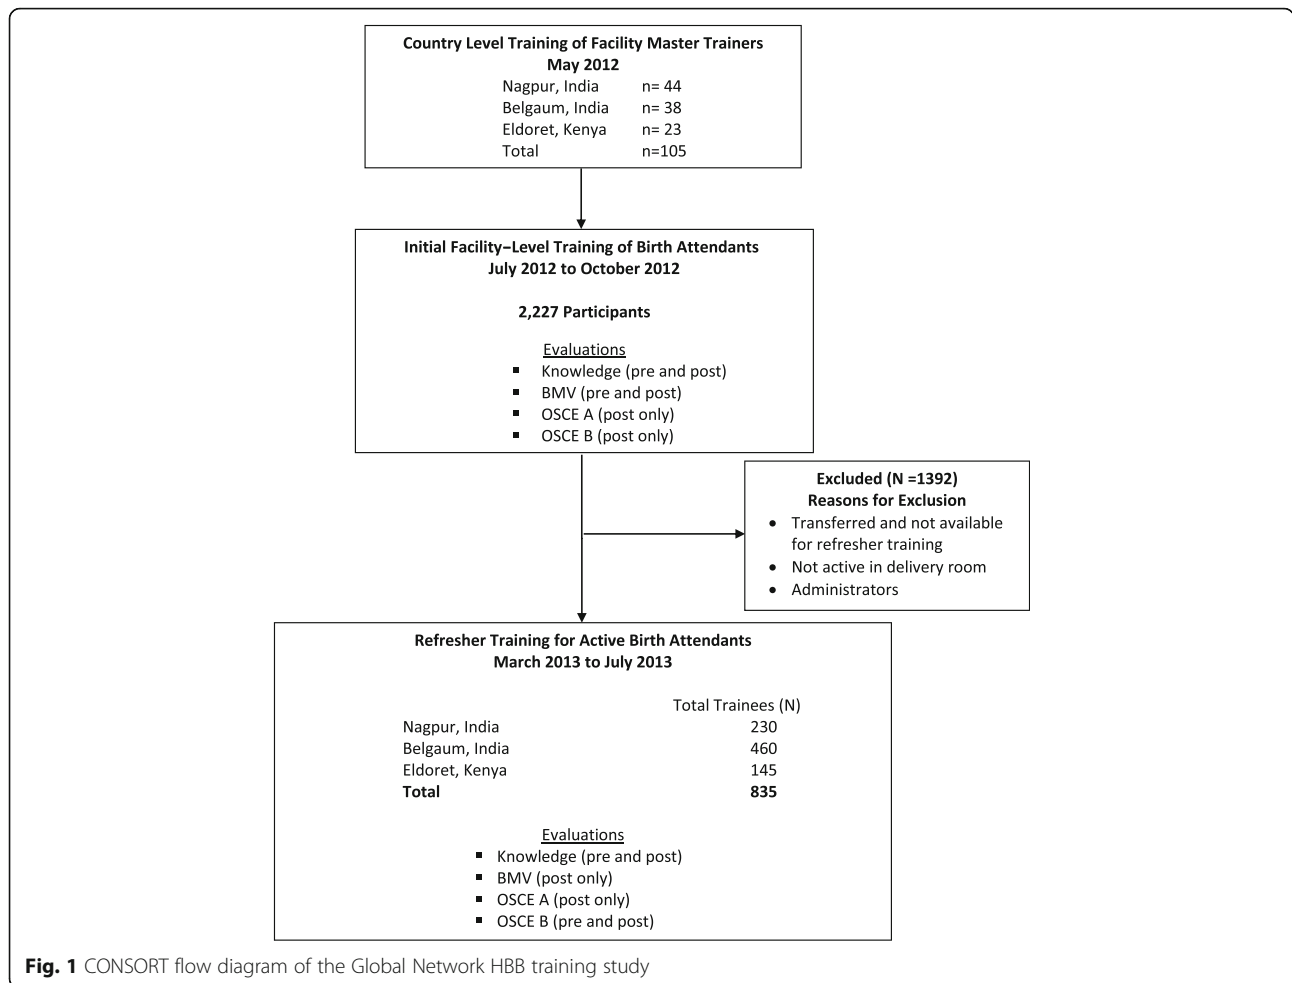 Country Level Training of Facility Master Trainers
May 2012
Nagpur, India n= 44
Belgaum, India n= 38
Eldoret, Kenya n= 23
Total n=105
Initial Facility–Level Training of Birth Attendants
July 2012 to October 2012
2,227 Participants
Evaluations
▪ Knowledge (pre and post)
▪ BMV (pre and post)
▪ OSCE A (post only)
▪ OSCE B (post only)
Excluded (N =1392)
Reasons for Exclusion
• Transferred and not available
for refresher training
• Not active in delivery room
• Administrators
Refresher Training for Active Birth Attendants
March 2013 to July 2013
Total Trainees (N)
Nagpur, India 230
Belgaum, India 460
Eldoret, Kenya 145
Total 835
Evaluations
▪ Knowledge (pre and post)
▪ BMV (post only)
▪ OSCE A (post only)
▪ OSCE B (pre and post)
Fig. 1 CONSORT flow diagram of the Global Network HBB training study